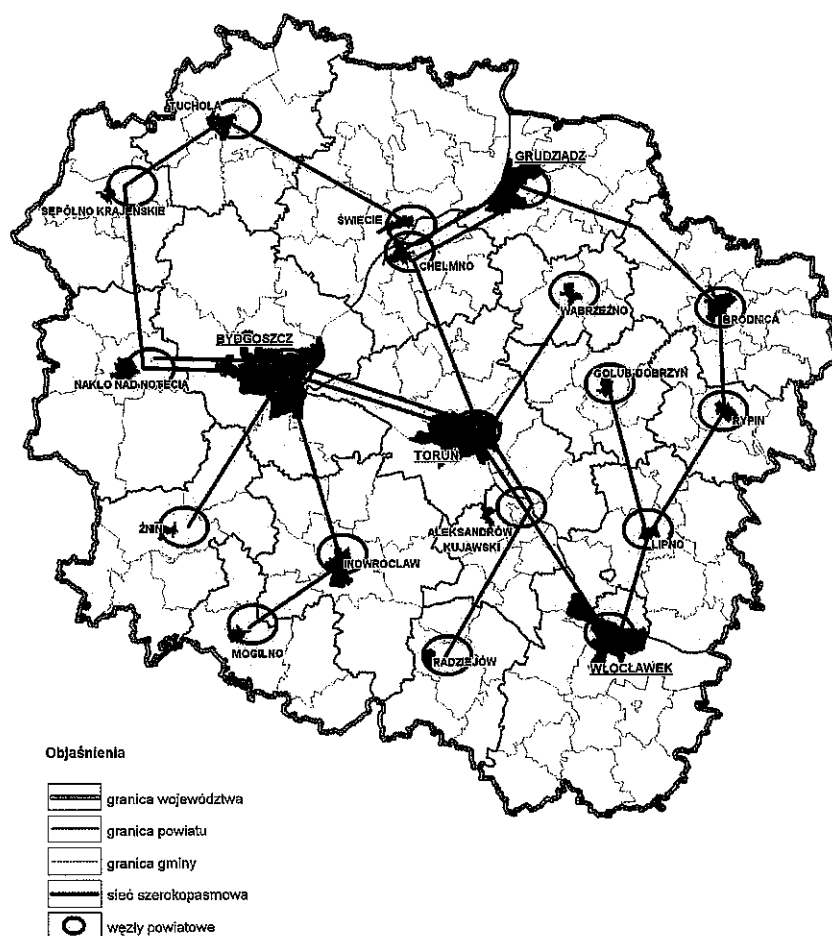 TUCHOLA
GRUDZIĄDZ
SĘPÓLNO KRAJEŃSKIE
ŚWIECIE
CHEŁMNO
WĄBRZEŹNO
BRODNICA
BYDGOSZCZ
NAKŁO NAD NOTECIĄ
GOLUB DOBRZYŃ
RYPIN
TORUŃ
ŻNIN
ALEKSANDRÓW
KUJAWSKI
LIPNO
INOWROCŁAW
MOGILNO
RADZIEJÓW
WŁOCŁAWEK
Objaśnienia
granica województwa
granica powiatu
granica gminy
sieć szerokopasmowa
węzły powiatowe